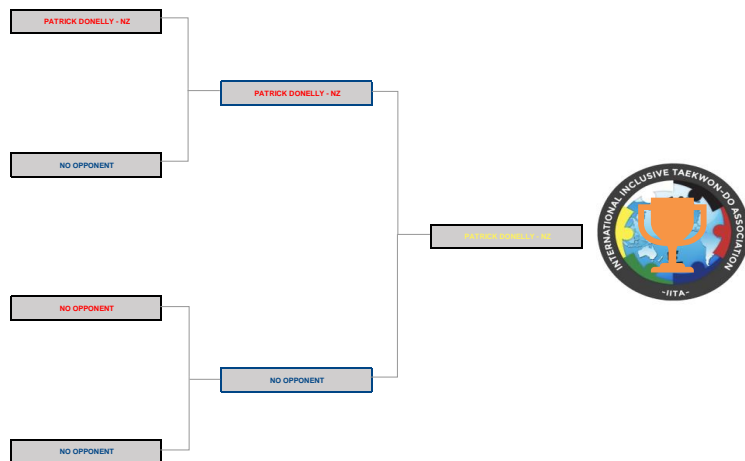 PATRICK DONELLY - NZ
PATRICK DONELLY - NZ
NO OPPONENT
PATRICK DONELLY - NZ
NO OPPONENT
NO OPPONENT
NO OPPONENT
INTERNATIONAL INCLUSIVE TAEKWON-DO ASSOCIATION
-IITA-